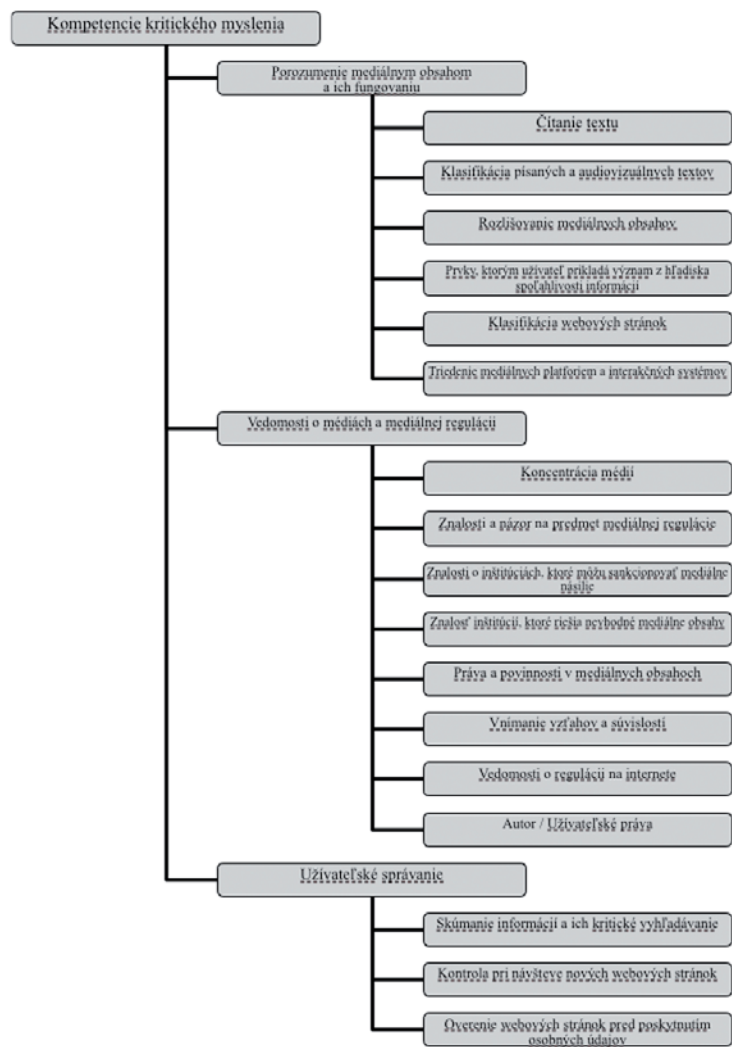 Kompetencie kritického myslenia
Porozumenie mediálnym obsahom
a ich fungovaniu
Čítanie textu
Klasifikácia písaných a audiovizuálnych textov
Rozlišovanie mediálnych obsahov
Prvky, ktorým užívateľ prikladá význam z hľadiska
spoľahlivosti informácií
Klasifikácia webových stránok
Triedenie mediálnych platforiem a interakčných systémov
Vedomosti o médiách a mediálnej regulácii
Koncentrácia médií
Znalosti a názor na predmet mediálnej regulácie
Znalosti o inštitúciách, ktoré môžu sankcionovať mediálne
násilie
Znalosť inštitúcií, ktoré riešia nevhodné mediálne obsahy
Práva a povinnosti v mediálnych obsahoch
Vnímanie vzťahov a súvislostí
Vedomosti o regulácii na internete
Autor / Užívateľské práva
Užívateľské správanie
Skúmanie informácií a ich kritické vyhľadávanie
Kontrola pri návšteve nových webových stránok
Overenie webových stránok pred poskytnutím
osobných údajov